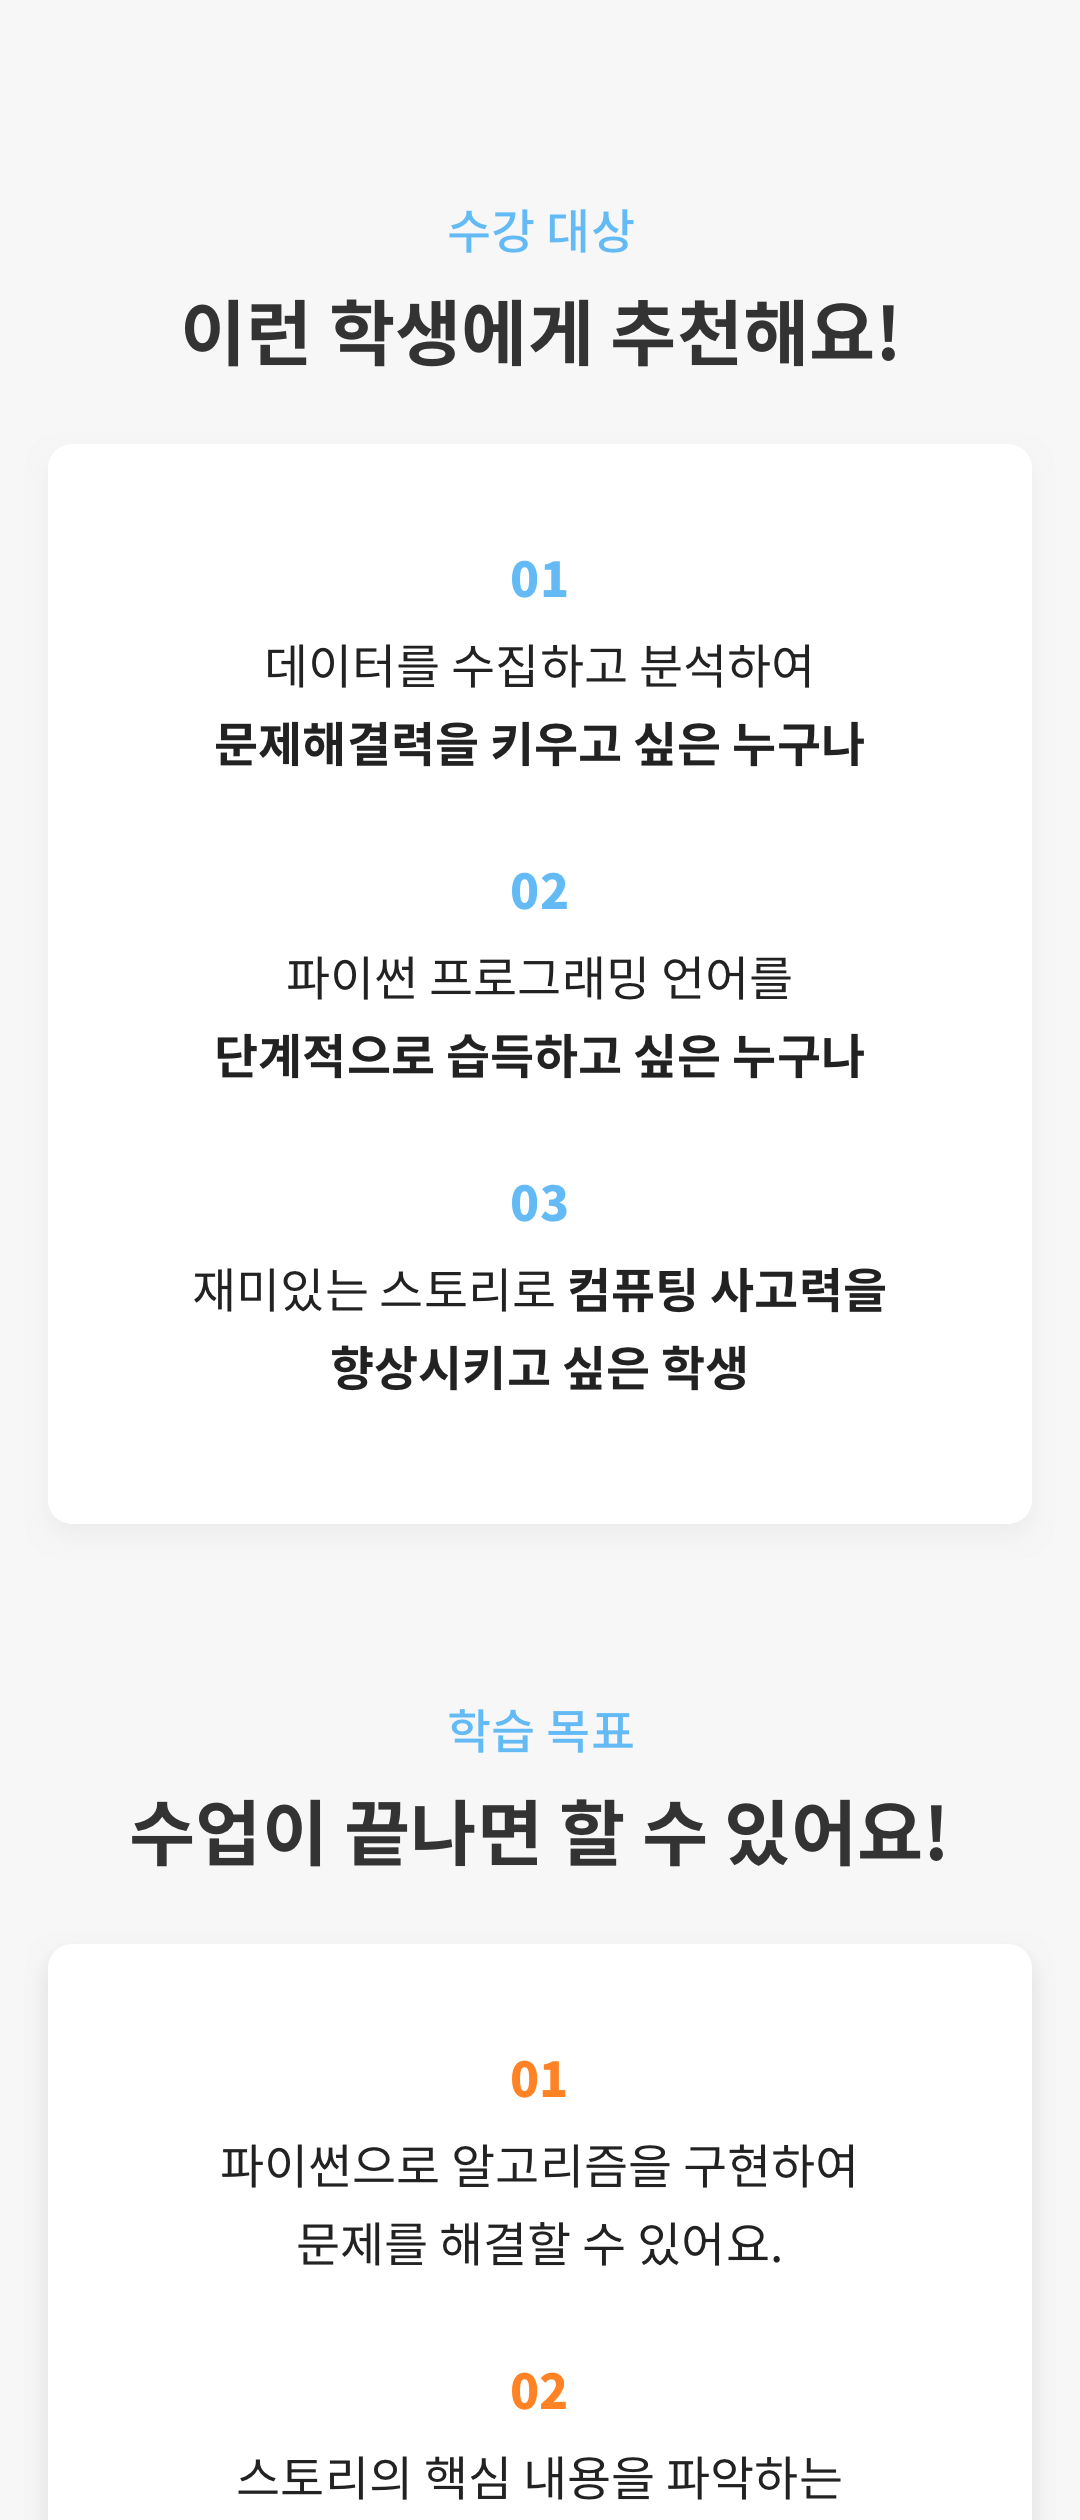 수강 대상
이런 학생에게 추천해요!
01
데이터를 수집하고 분석하여
문제해결력을 키우고 싶은 누구나
02
파이썬 프로그래밍 언어를
단계적으로 습득하고 싶은 누구나
03
재미있는 스토리로 컴퓨팅 사고력을
향상시키고 싶은 학생
학습 목표
수업이 끝나면 할 수 있어요!
01
파이썬으로 알고리즘을 구현하여
문제를 해결할 수 있어요.
02
스토리의 핵심 내용을 파악하는